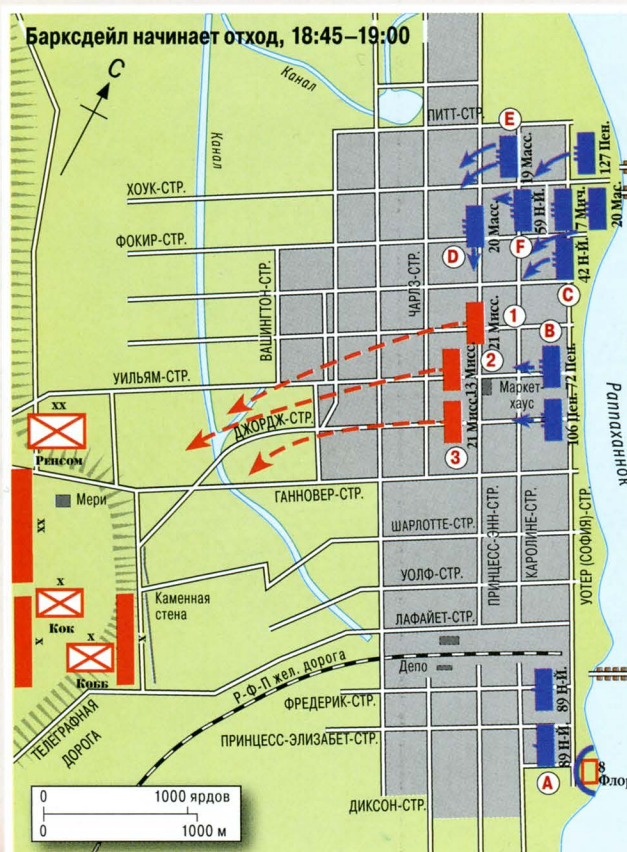 Барксдейл начинает отход, 18:45–19:00
С
Канал
Канал
ПИТТ-СТР.
E
19 Масс.
127 Пен.
ХОУК-СТР.
20 Масс.
59 Н-Й.
7 Мич.
20 Мас.
ФОКИР-СТР.
D
F
42 Н-Й.
ВАШИНГТОН-СТР.
ЧАРЛЗ-СТР.
C
1
21 Мисс.
B
2
13 Мисс.
72 Пен.
УИЛЬЯМ-СТР.
Маркет-
хаус
21 Мисс.
106 Пен.
ДЖОРДЖ-СТР.
3
Раппаханнок
xx
Ренсом
ГАННОВЕР-СТР.
Мери
xx
ШАРЛОТТЕ-СТР.
ПРИНЦЕСС-ЭНН-СТР.
КАРОЛИНЕ-СТР.
УОТЕР (СОФИЯ)-СТР.
УОЛФ-СТР.
x
Каменная
стена
ЛАФАЙЕТ-СТР.
Кок
x
x
x
Кобб
Депо
Р-Ф-П жел. дорога
ФРЕДЕРИК-СТР.
89 Н-Й.
ТЕЛЕГРАФНАЯ
ДОРОГА
ПРИНЦЕСС-ЭЛИЗАБЕТ-СТР.
89 Н-Й.
8
Флор
A
0 1000 ярдов
0 1000 м
ДИКСОН-СТР.